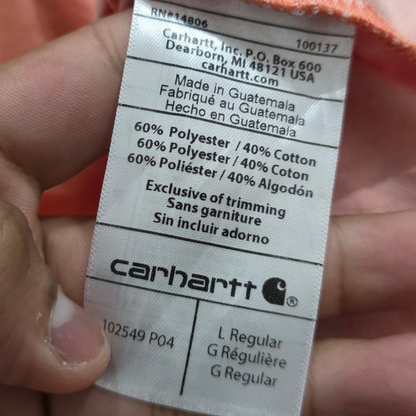 RN#14806 100137
Carhartt, Inc. P.O. Box 600
Dearborn, MI 48121 USA
carhartt.com
Made in Guatemala
Fabriqué au Guatemala
Hecho en Guatemala
60% Polyester / 40% Cotton
60% Polyester / 40% Coton
60% Poliéster / 40% Algodón
Exclusive of trimming
Sans garniture
Sin incluir adorno
carhartt ®
102549 P04
L Regular
G Régulière
G Regular